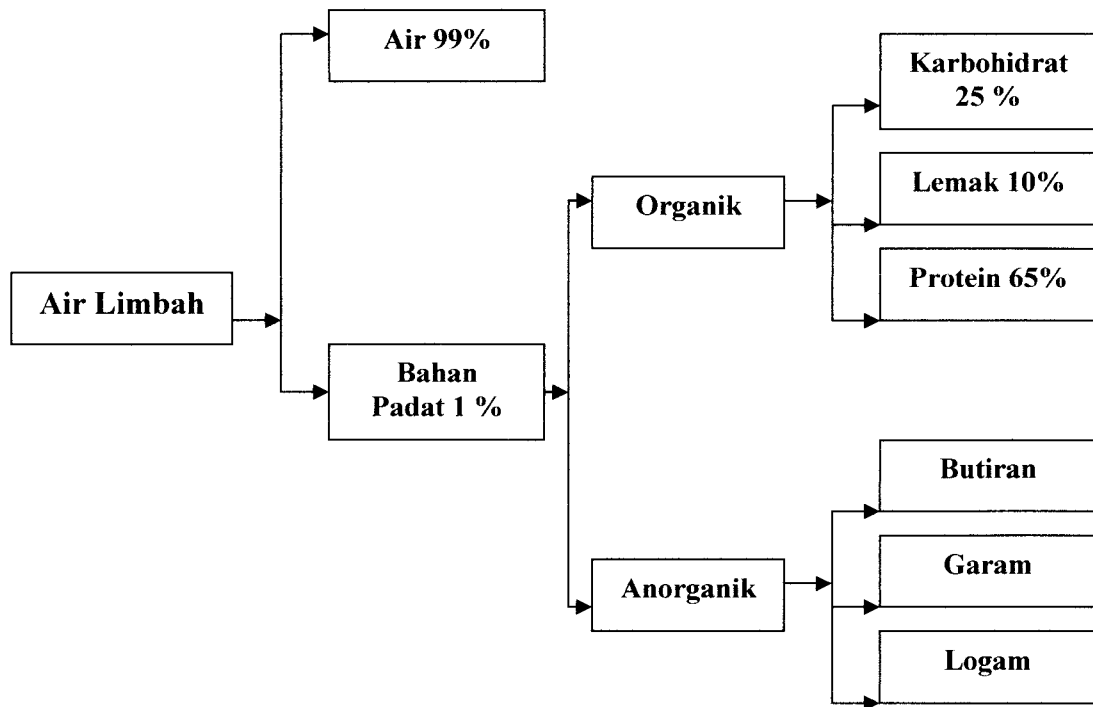 Air 99%
Karbohidrat
25 %
Lemak 10%
Organik
Protein 65%
Air Limbah
Bahan
Padat 1 %
Butiran
Garam
Anorganik
Logam